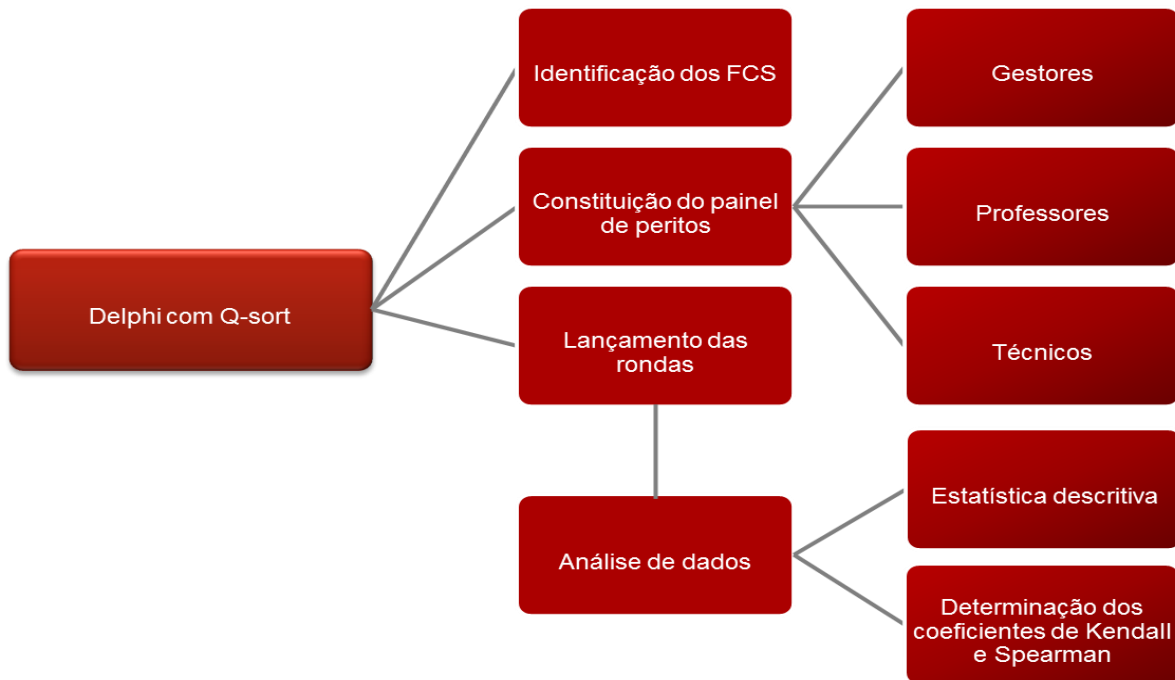 Identificação dos FCS
Gestores
Constituição do painel
de peritos
Professores
Delphi com Q-sort
Lançamento das
rondas
Técnicos
Estatística descritiva
Análise de dados
Determinação dos
coeficientes de Kendall
e Spearman